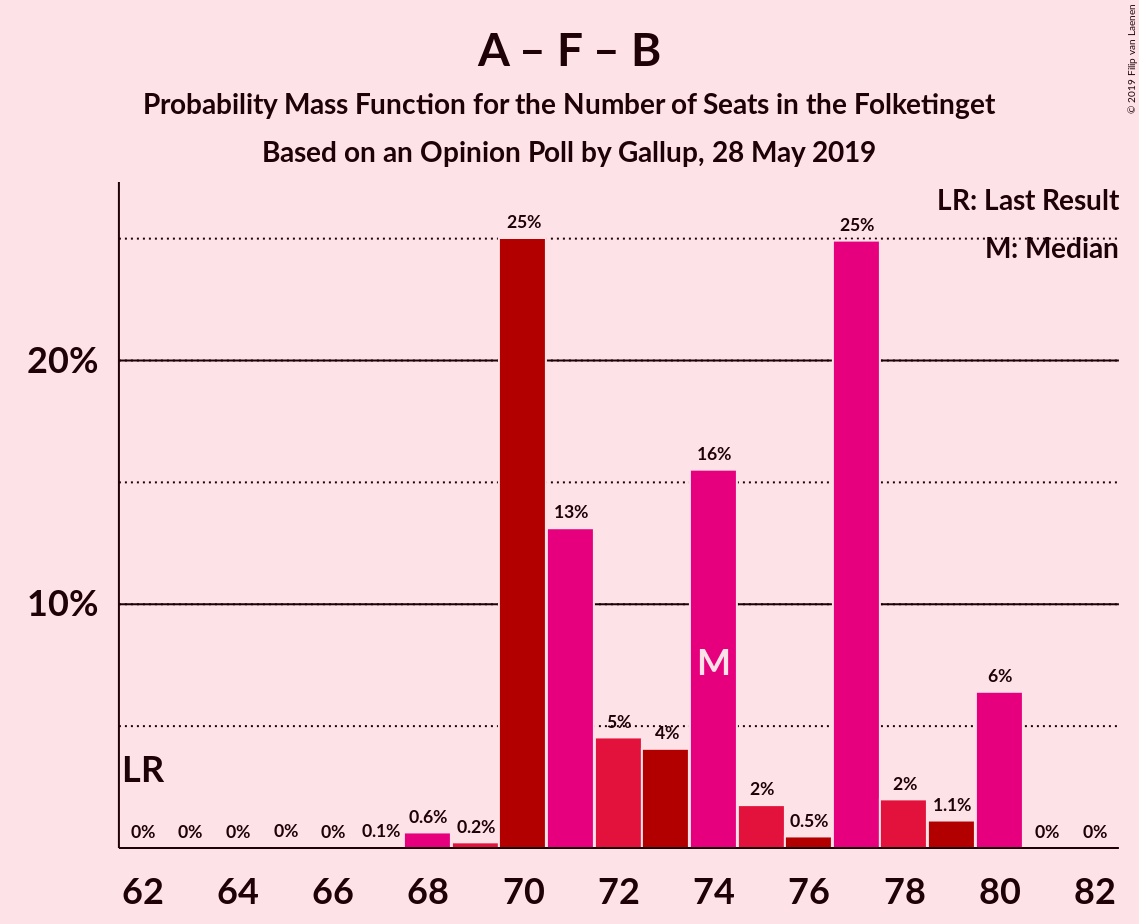 A – F – B
Probability Mass Function for the Number of Seats in the Folketinget
Based on an Opinion Poll by Gallup, 28 May 2019
© 2019 Filip van Laenen
LR: Last Result
M: Median
20%
10%
LR
0%
0%
0%
0%
0%
0.1%
0.6%
0.2%
25%
13%
5%
4%
16%
M
2%
0.5%
25%
2%
1.1%
6%
0%
0%
62 64 66 68 70 72 74 76 78 80 82